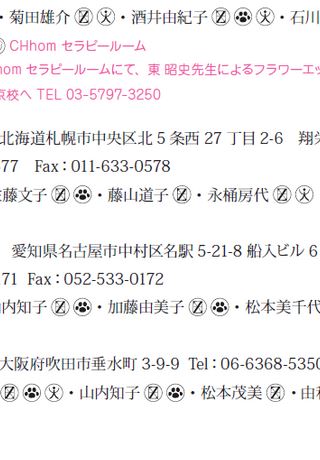 ・菊田雄介 ・酒井由紀子 ・石川
CHhom セラピールーム
hom セラピールームにて、東 昭史先生によるフラワーエッ
京校へ TEL 03-5797-3250
北海道札幌市中央区北 5 条西 27 丁目 2-6 翔栄
77 Fax：011-633-0578
佐藤文子 ・藤山道子 ・永桶房代
愛知県名古屋市中村区名駅 5-21-8 船入ビル 6
71 Fax：052-533-0172
山内知子 ・加藤由美子 ・松本美千代
大阪府吹田市垂水町 3-9-9 Tel：06-6368-5350
・山内知子 ・松本茂美 ・由